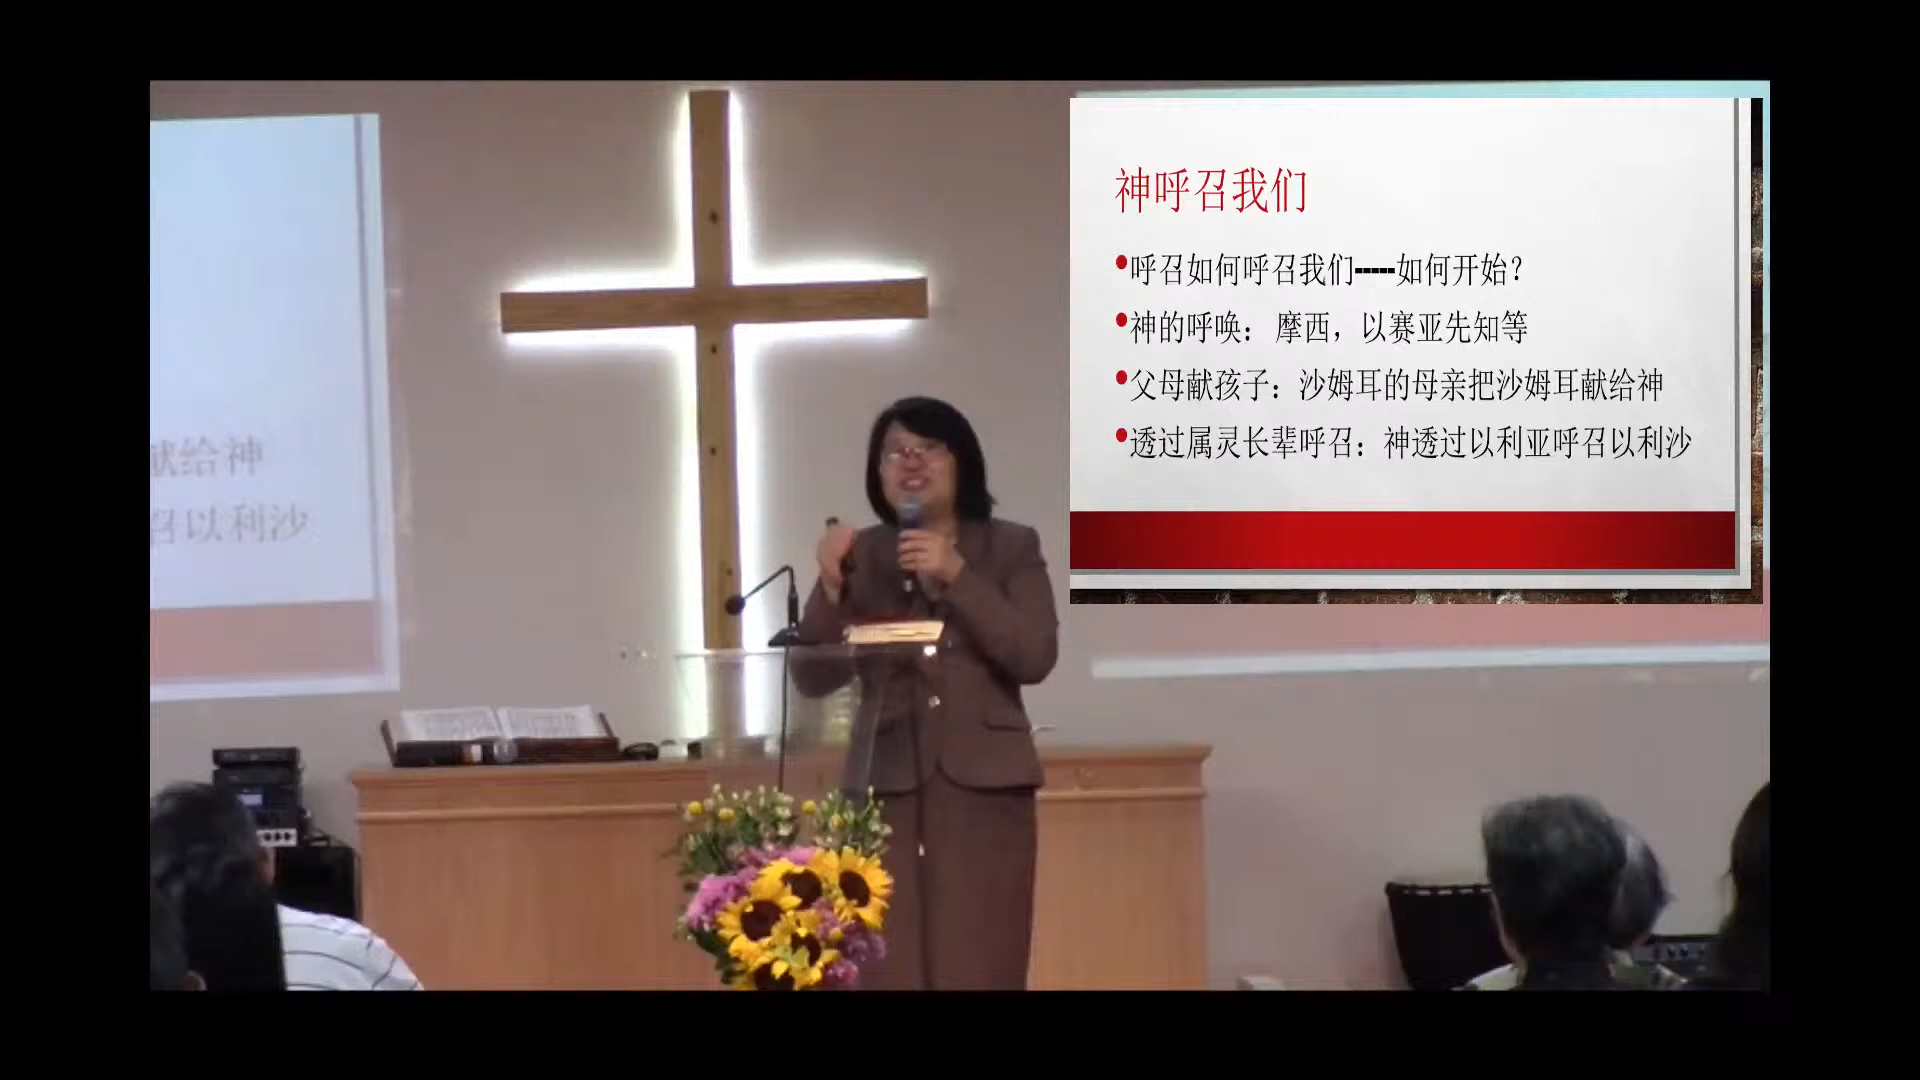 神呼召我们
•呼召如何呼召我们-----如何开始?
•神的呼唤: 摩西，以赛亚先知等
•父母献孩子: 沙姆耳的母亲把沙姆耳献给神
•透过属灵长辈呼召: 神透过以利亚呼召以利沙
献给神
召以利沙